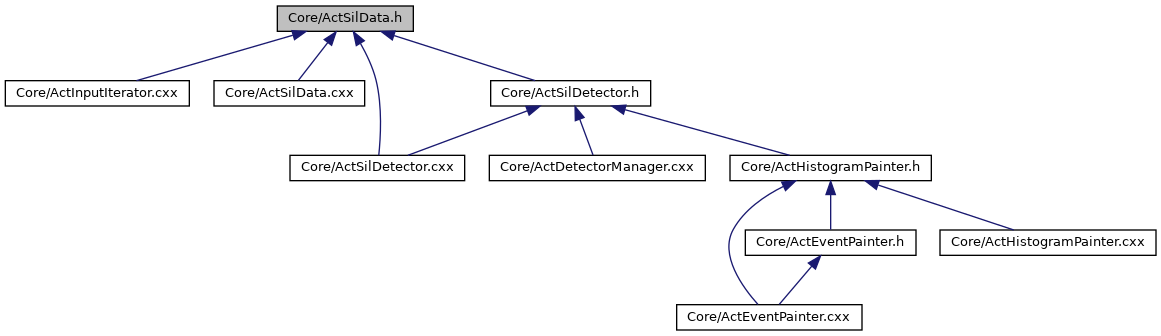 Core/ActSilData.h
Core/ActInputIterator.cxx
Core/ActSilData.cxx
Core/ActSilDetector.h
Core/ActSilDetector.cxx
Core/ActDetectorManager.cxx
Core/ActHistogramPainter.h
Core/ActEventPainter.h
Core/ActHistogramPainter.cxx
Core/ActEventPainter.cxx